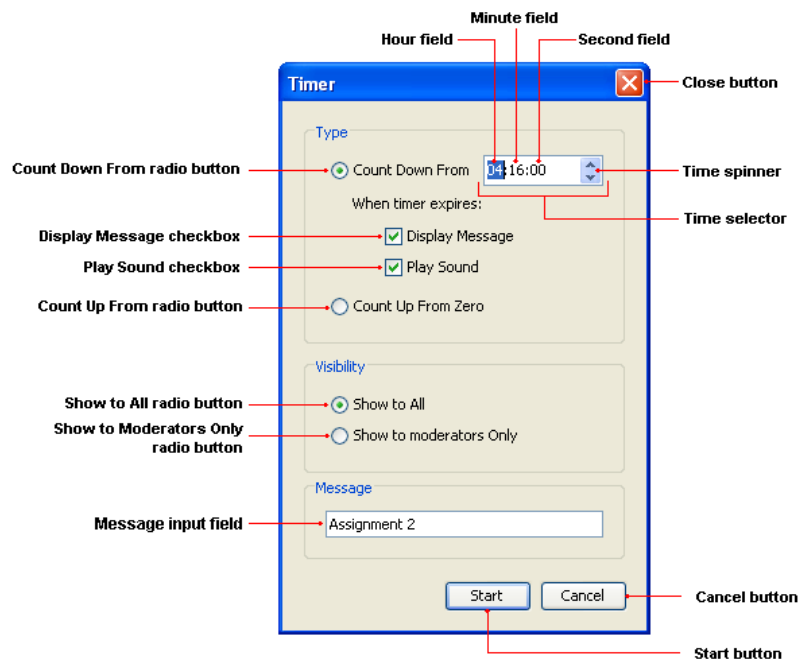 Minute field
Hour field
Second field
Timer
Close button
Type
Count Down From radio button
Count Down From
04:16:00
Time spinner
When timer expires:
Time selector
Display Message checkbox
Display Message
Play Sound checkbox
Play Sound
Count Up From radio button
Count Up From Zero
Visibility
Show to All radio button
Show to All
Show to Moderators Only
radio button
Show to moderators Only
Message
Message input field
Assignment 2
Start
Cancel
Cancel button
Start button